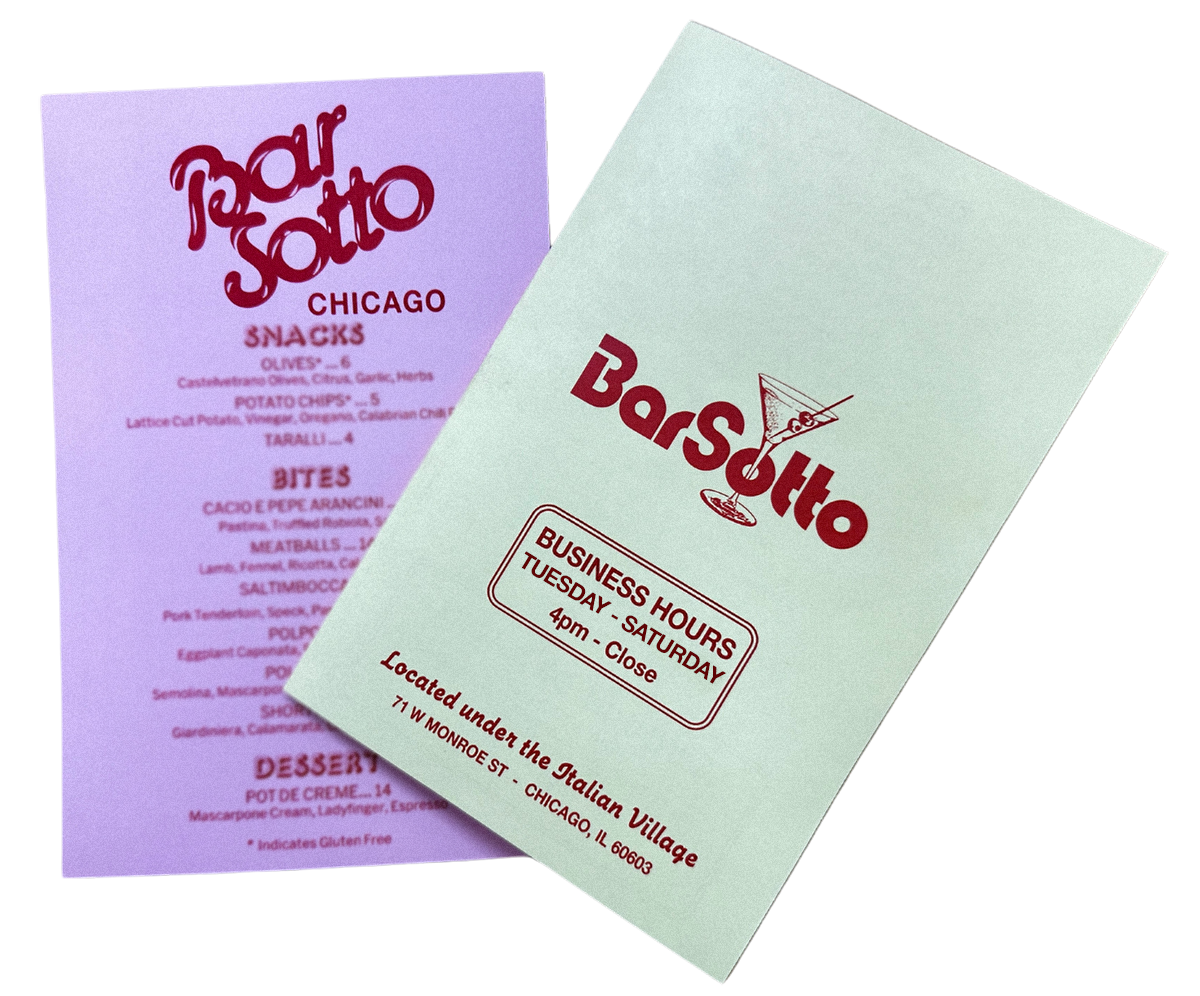 Bar
Sotto
CHICAGO
SNACKS
OLIVES* ... 6
Castelvetrano Olives, Citrus, Garlic, Herbs
POTATO CHIPS* ... 5
Lattice Cut Potato, Vinegar, Oregano, Calabrian Chili
TARALLI ... 4
BITES
CACIO E PEPE ARANCINI ...
Pastina, Truffled Robiola,
MEATBALLS ... 14
Lamb, Fennel, Ricotta,
SALTIMBOCCA
Pork Tenderloin, Speck,
Eggplant Caponata,
Semolina,
Giardiniera, Calamarata,
DESSERT
POT DE CREME... 14
Mascarpone Cream, Ladyfinger, Espresso
* Indicates Gluten Free
BarSotto
BUSINESS HOURS
TUESDAY - SATURDAY
4pm - Close
Located under the Italian Village
71 W MONROE ST - CHICAGO, IL 60603